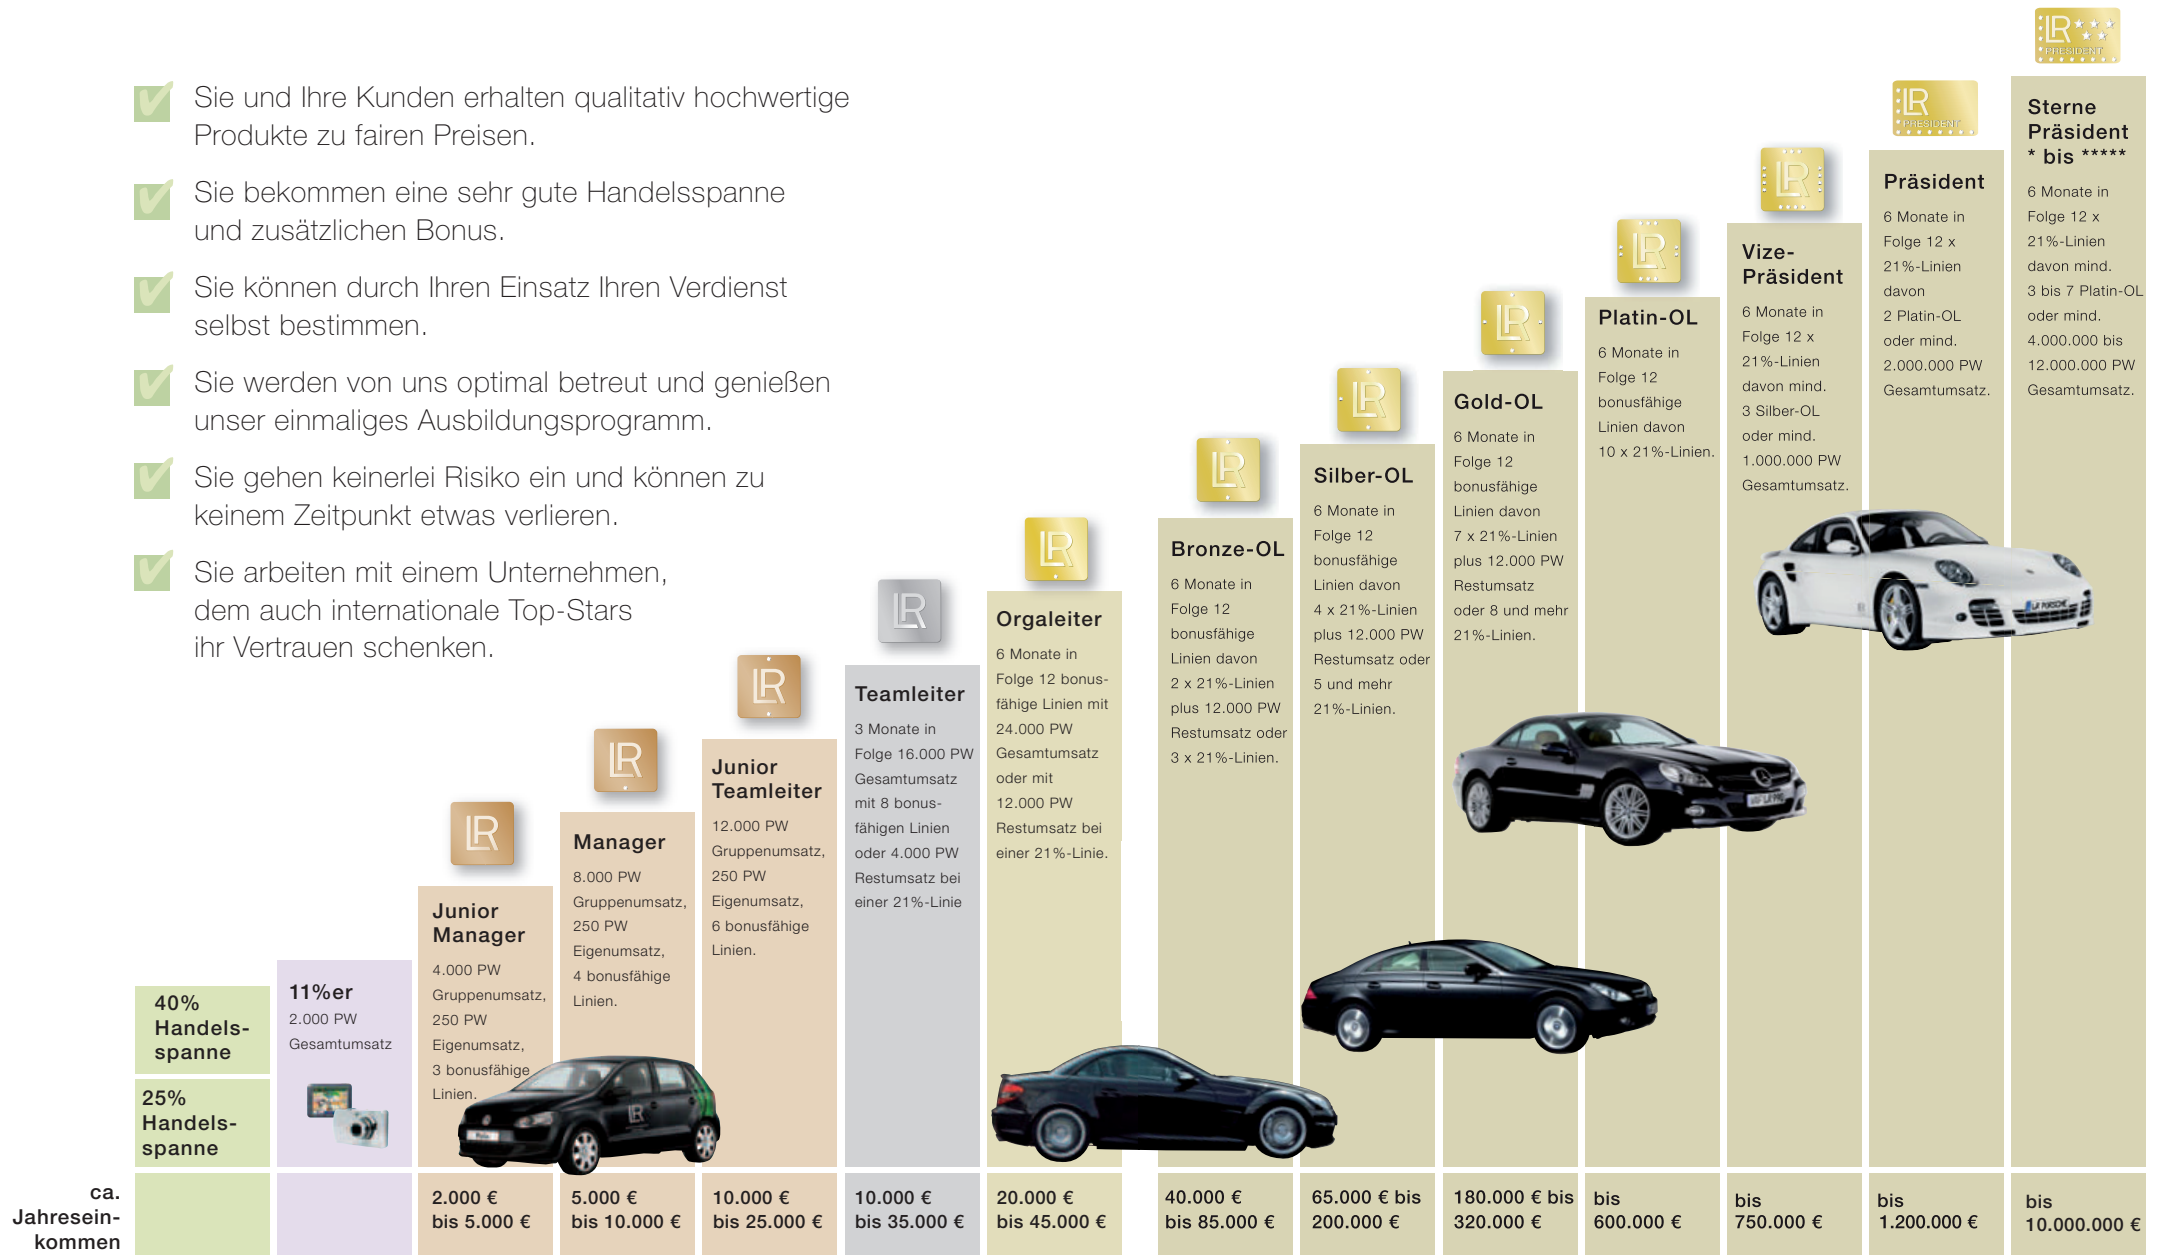 Sie und Ihre Kunden erhalten qualitativ hochwertige
Produkte zu fairen Preisen.
Sie bekommen eine sehr gute Handelsspanne
und zusätzlichen Bonus.
Sie können durch Ihren Einsatz Ihren Verdienst
selbst bestimmen.
Sie werden von uns optimal betreut und genießen
unser einmaliges Ausbildungsprogramm.
Sie gehen keinerlei Risiko ein und können zu
keinem Zeitpunkt etwas verlieren.
Sie arbeiten mit einem Unternehmen,
dem auch internationale Top-Stars
ihr Vertrauen schenken.
40%
Handels-
spanne
25%
Handels-
spanne
11%er
2.000 PW
Gesamtumsatz
LR
Junior
Manager
4.000 PW
Gruppenumsatz,
250 PW
Eigenumsatz,
3 bonusfähige
Linien.
LR
Manager
8.000 PW
Gruppenumsatz,
250 PW
Eigenumsatz,
4 bonusfähige
Linien.
LR
LR
Junior
Teamleiter
12.000 PW
Gruppenumsatz,
250 PW
Eigenumsatz,
6 bonusfähige
Linien.
LR
Teamleiter
3 Monate in
Folge 16.000 PW
Gesamtumsatz
mit 8 bonus-
fähigen Linien
oder 4.000 PW
Restumsatz bei
einer 21%-Linie
LR
Orgaleiter
6 Monate in
Folge 12 bonus-
fähige Linien mit
24.000 PW
Gesamtumsatz
oder mit
12.000 PW
Restumsatz bei
einer 21%-Linie.
LR
Bronze-OL
6 Monate in
Folge 12
bonusfähige
Linien davon
2 x 21%-Linien
plus 12.000 PW
Restumsatz oder
3 x 21%-Linien.
LR
Silber-OL
6 Monate in
Folge 12
bonusfähige
Linien davon
4 x 21%-Linien
plus 12.000 PW
Restumsatz oder
5 und mehr
21%-Linien.
LR
Gold-OL
6 Monate in
Folge 12
bonusfähige
Linien davon
7 x 21%-Linien
plus 12.000 PW
Restumsatz
oder 8 und mehr
21%-Linien.
LR
Platin-OL
6 Monate in
Folge 12
bonusfähige
Linien davon
10 x 21%-Linien.
LR
Vize-
Präsident
6 Monate in
Folge 12 x
21%-Linien
davon mind.
3 Silber-OL
oder mind.
1.000.000 PW
Gesamtumsatz.
LR
PRESIDENT
Präsident
6 Monate in
Folge 12 x
21%-Linien
davon
2 Platin-OL
oder mind.
2.000.000 PW
Gesamtumsatz.
LR PORSCHE
LR
PRESIDENT
Sterne
Präsident
* bis *****
6 Monate in
Folge 12 x
21%-Linien
davon mind.
3 bis 7 Platin-OL
oder mind.
4.000.000 bis
12.000.000 PW
Gesamtumsatz.
ca.
Jahresein-
kommen
2.000 €
bis 5.000 €
5.000 €
bis 10.000 €
10.000 €
bis 25.000 €
10.000 €
bis 35.000 €
20.000 €
bis 45.000 €
40.000 €
bis 85.000 €
65.000 € bis
200.000 €
180.000 € bis
320.000 €
bis
600.000 €
bis
750.000 €
bis
1.200.000 €
bis
10.000.000 €